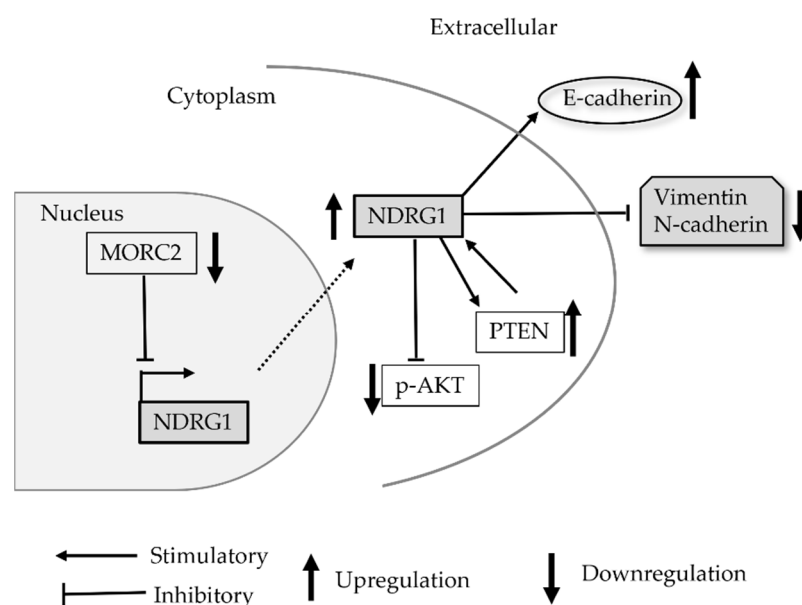 Extracellular
Cytoplasm
E-cadherin
Nucleus
MORC2
NDRG1
Vimentin
N-cadherin
PTEN
p-AKT
NDRG1
Stimulatory
Upregulation
Downregulation
Inhibitory